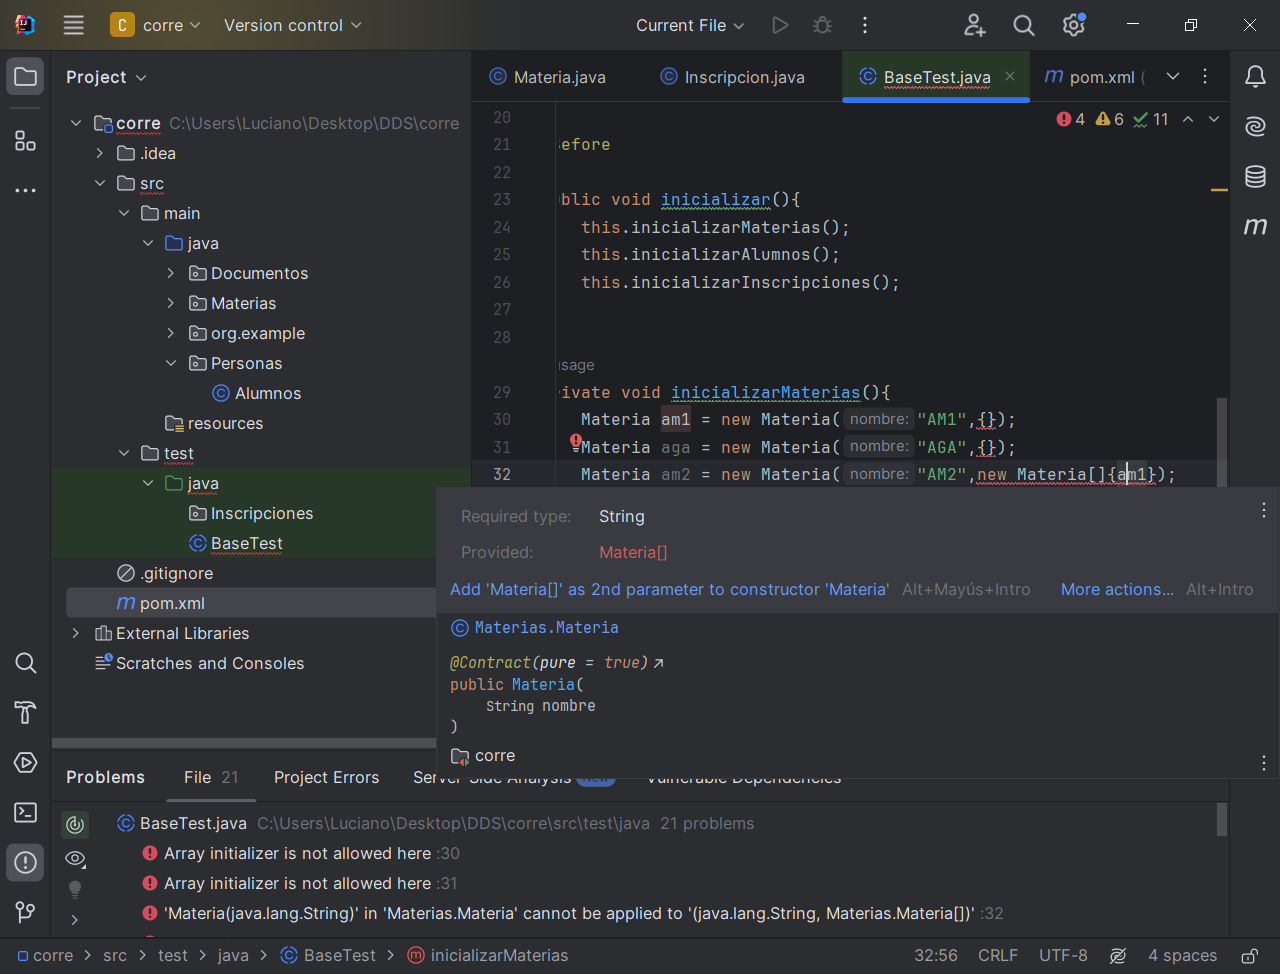 C corre Version control Current File
Project
Materia.java Inscripcion.java BaseTest.java pom.xml (
corre C:\Users\Luciano\Desktop\DDS\corre
.idea
src
main
java
Documentos
Materias
org.example
Personas
Alumnos
resources
test
java
Inscripciones
BaseTest
.gitignore
pom.xml
External Libraries
Scratches and Consoles
4 6 11
20
21 efore
22
23 blic void inicializar(){
24 this.inicializarMaterias();
25 this.inicializarAlumnos();
26 this.inicializarInscripciones();
27
28
sage
29 ivate void inicializarMaterias(){
30 Materia am1 = new Materia( nombre: "AM1",{});
31 Materia aga = new Materia( nombre: "AGA",{});
32 Materia am2 = new Materia( nombre: "AM2",new Materia[]{am1});
Required type: String
Provided: Materia[]
Add 'Materia[]' as 2nd parameter to constructor 'Materia' Alt+Mayús+Intro More actions... Alt+Intro
Materias.Materia
@Contract(pure = true)
public Materia(
String nombre
)
corre
Problems File 21 Project Errors Server-Side Analysis New Vulnerable Dependencies
BaseTest.java C:\Users\Luciano\Desktop\DDS\corre\src\test\java 21 problems
Array initializer is not allowed here :30
Array initializer is not allowed here :31
'Materia(java.lang.String)' in 'Materias.Materia' cannot be applied to '(java.lang.String, Materias.Materia[])' :32
corre > src > test > java > BaseTest > inicializarMaterias 32:56 CRLF UTF-8 4 spaces